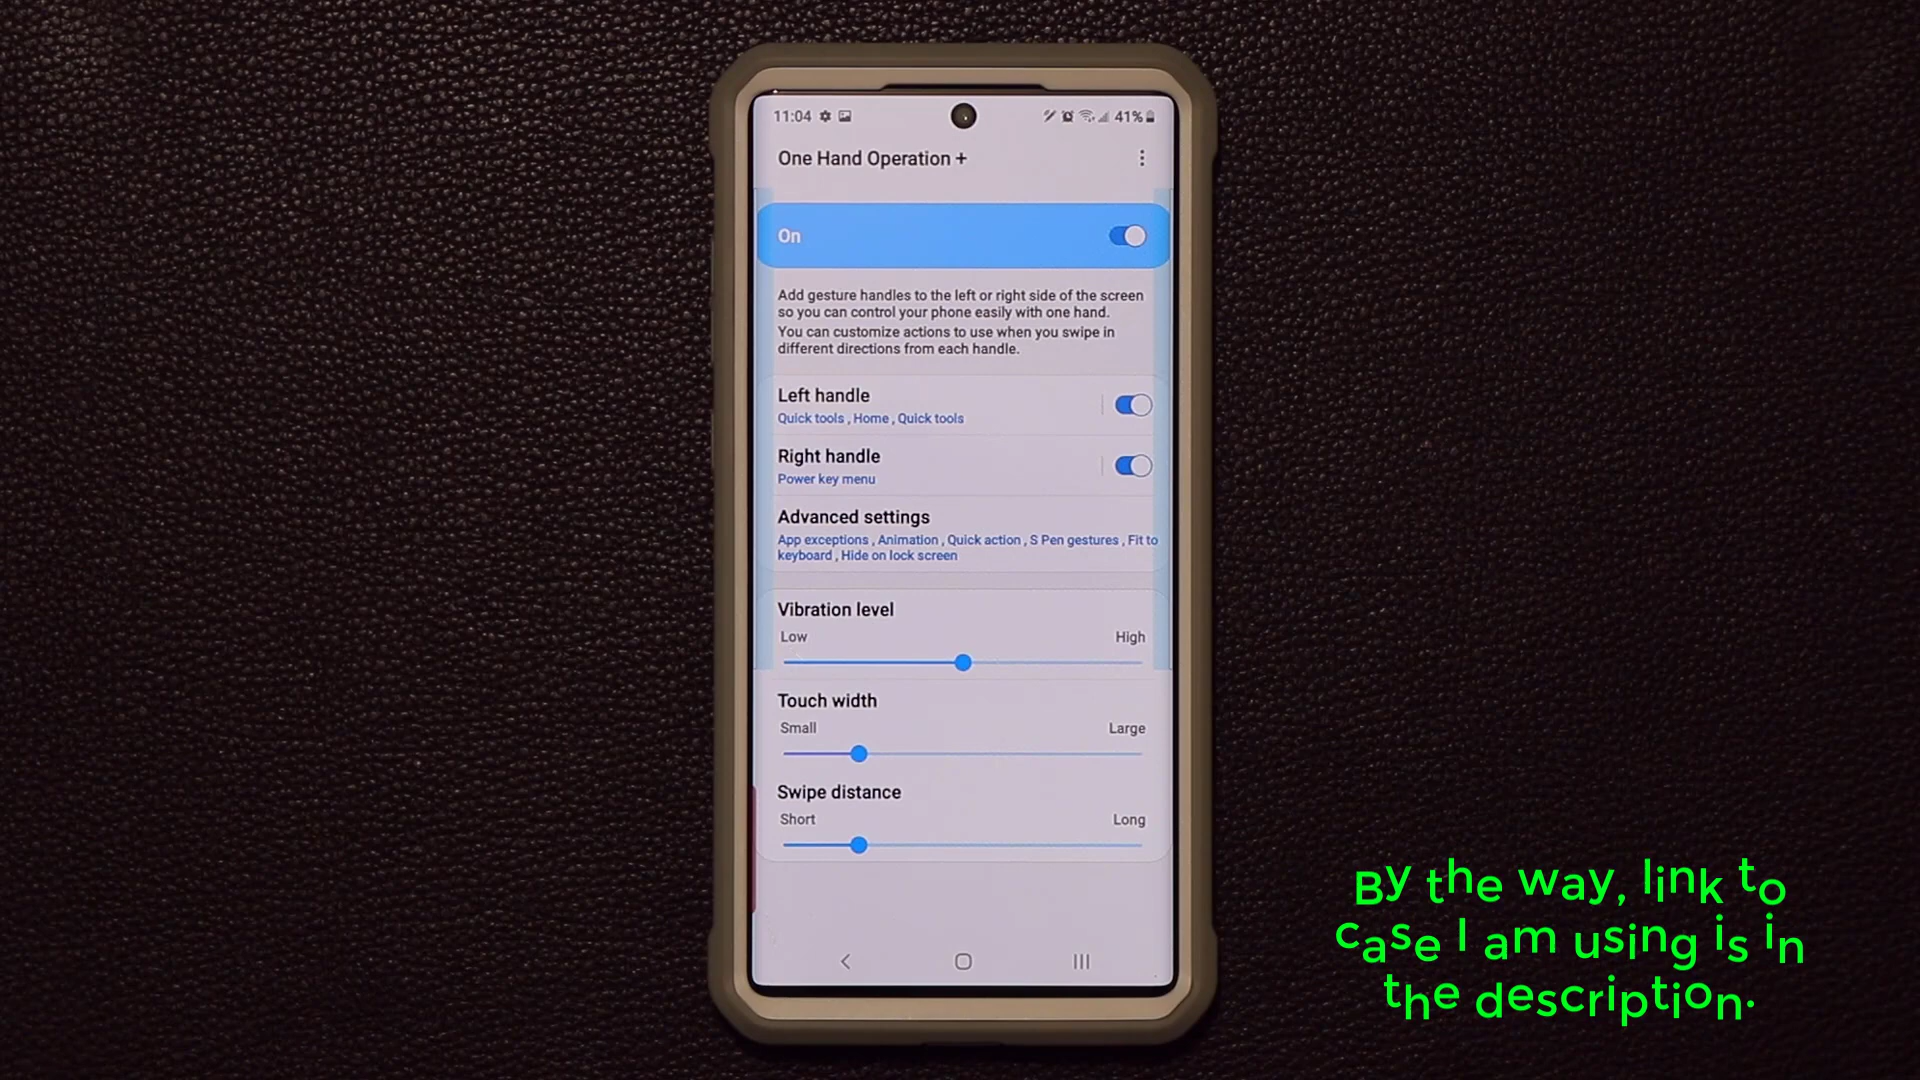 11:04 41%
One Hand Operation +
On
Add gesture handles to the left or right side of the screen
so you can control your phone easily with one hand.
You can customize actions to use when you swipe in
different directions from each handle.
Left handle
Quick tools , Home , Quick tools
Right handle
Power key menu
Advanced settings
App exceptions , Animation , Quick action , S Pen gestures , Fit to
keyboard , Hide on lock screen
Vibration level
Low High
Touch width
Small Large
Swipe distance
Short Long
By the way, link to
case I am using is in
the description.